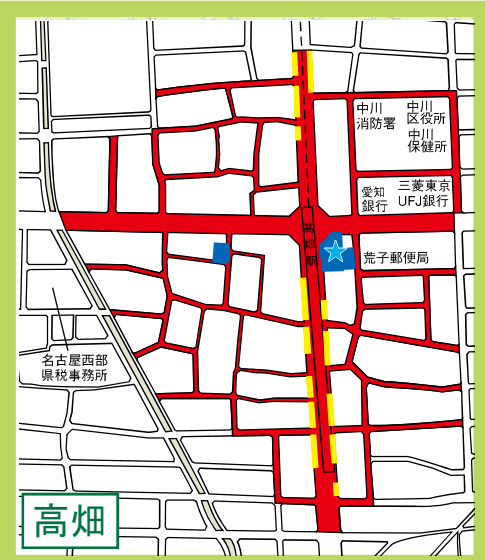 中川
消防署
中川
区役所
中川
保健所
愛知
銀行
三菱東京
UFJ銀行
高畑駅
荒子郵便局
名古屋西部
県税事務所
高畑